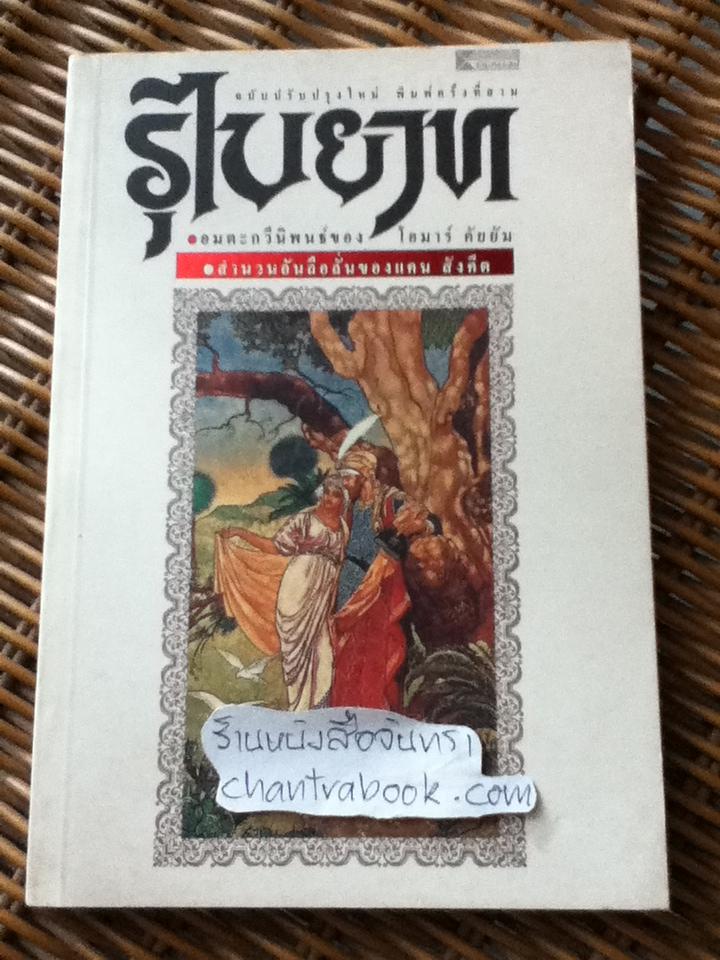 ฉบับปรับปรุงใหม่ พิมพ์ครั้งที่สาม
รุไบยาท
•อมตะกวีนิพนธ์ของ โอมาร์ คัยยัม
•สำนวนอันลือลั่นของแคน สังคีต
ร้านหนังสือจันทรา
chantrabook.com